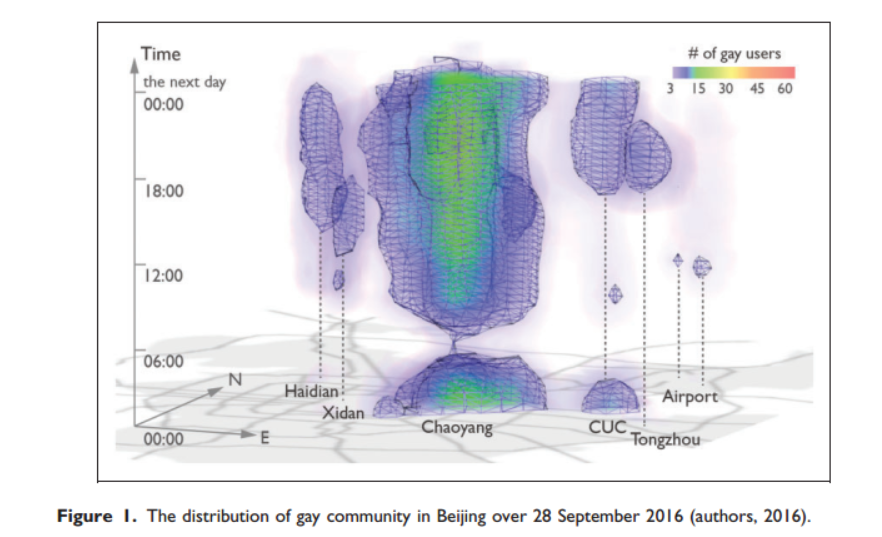 Time
the next day
00:00
18:00
12:00
06:00
00:00
N
E
# of gay users
3 15 30 45 60
Haidian
Xidan
Chaoyang
CUC
Tongzhou
Airport
Figure 1. The distribution of gay community in Beijing over 28 September 2016 (authors, 2016).